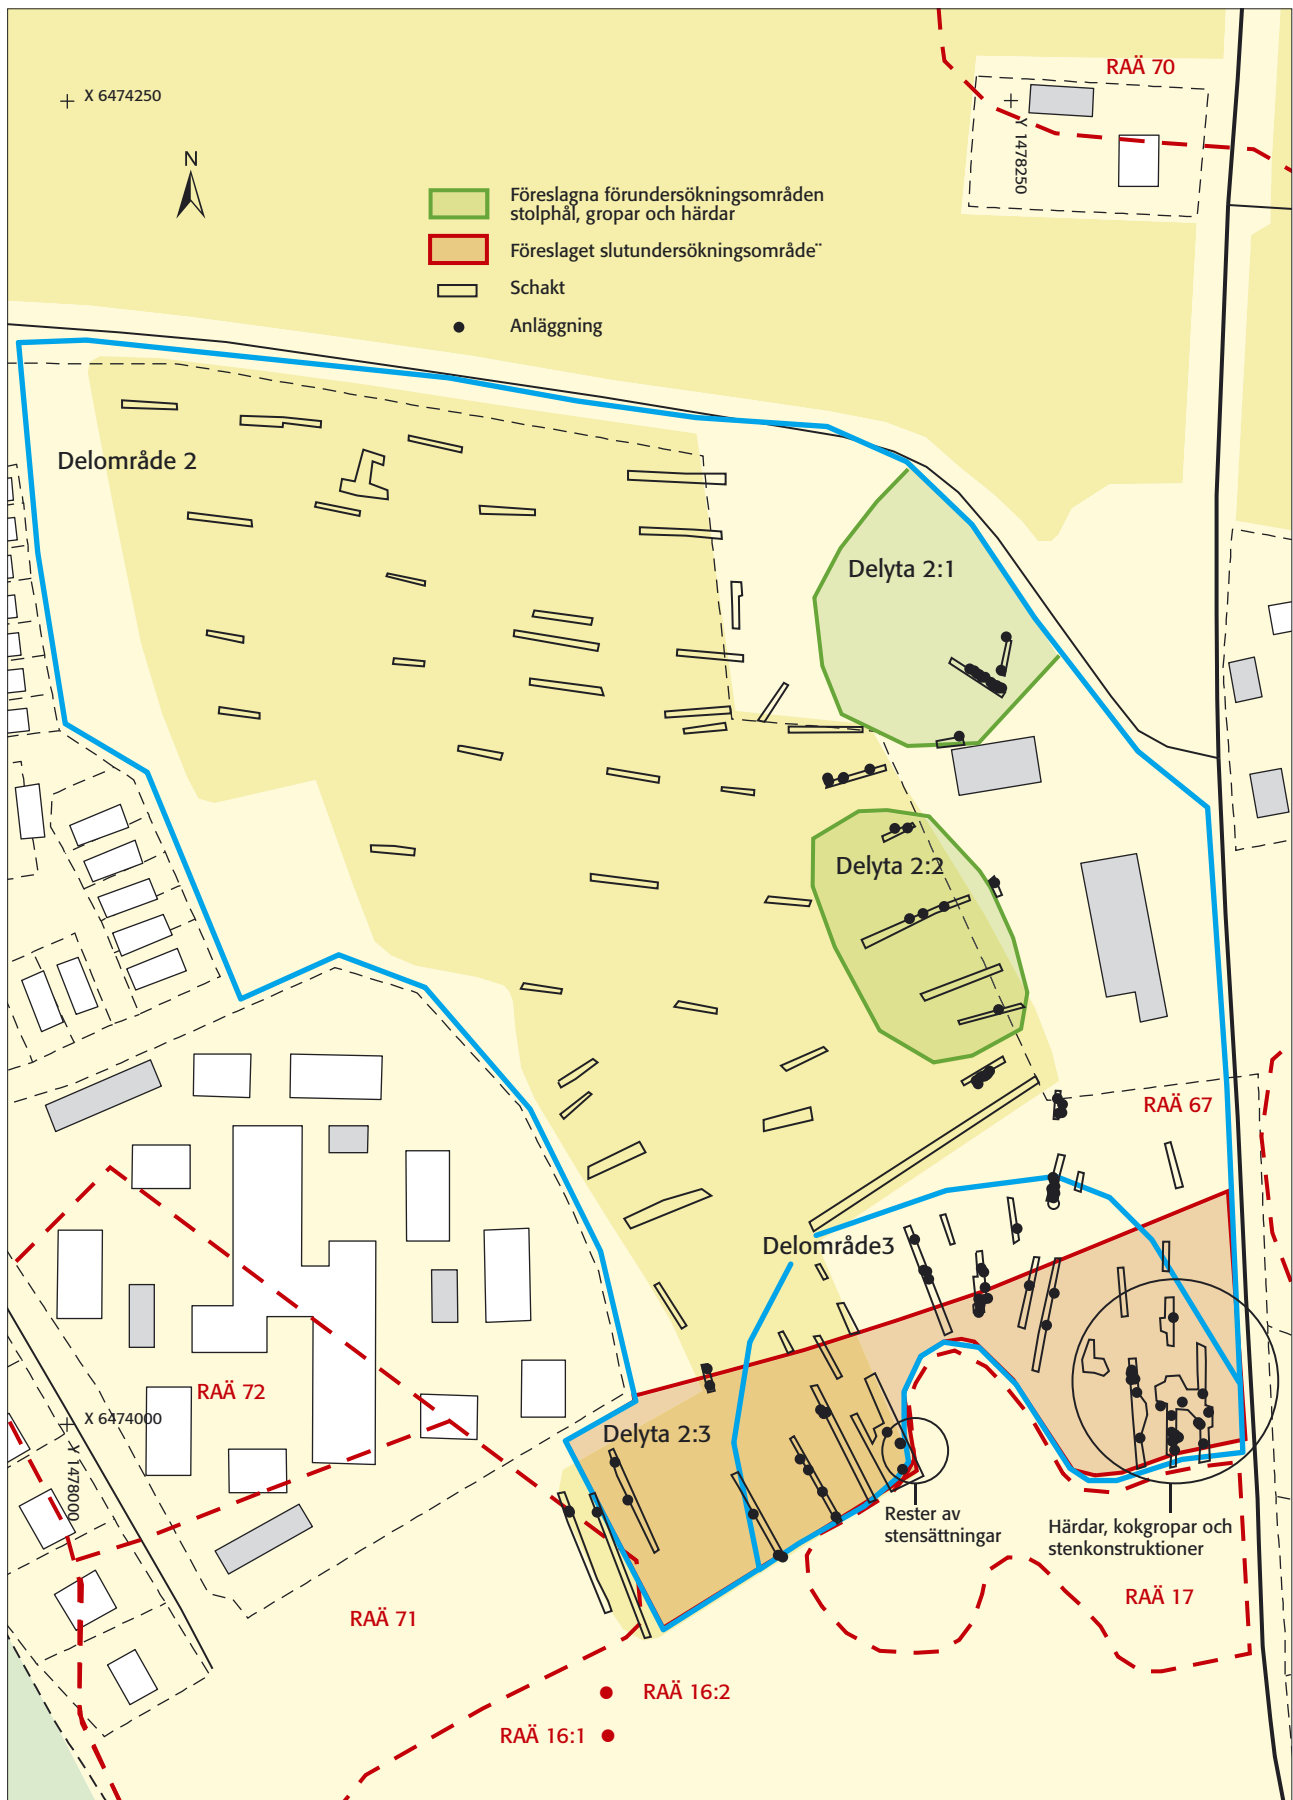 RAÄ 70
X 6474250
Y 1478250
N
Föreslagna förundersökningsområden
stolphål, gropar och härdar
Föreslaget slutundersökningsområde¨
Schakt
Anläggning
Delområde 2
Delyta 2:1
Delyta 2:2
RAÄ 67
Delområde3
RAÄ 72
X 6474000
Y 1478000
Delyta 2:3
Rester av
stensättningar
Härdar, kokgropar och
stenkonstruktioner
RAÄ 17
RAÄ 71
RAÄ 16:2
RAÄ 16:1